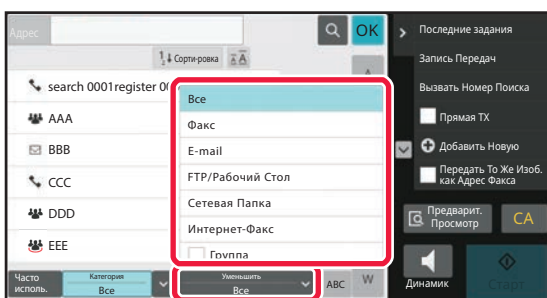 Адрес
OK
Сорти-ровка
search 0001register 00
AAA
BBB
CCC
DDD
EEE
Все
Факс
E-mail
FTP/Рабочий Стол
Сетевая Папка
Интернет-Факс
Группа
Часто
исполь.
Категория
Все
Уменьшить
Все
ABC
W
Последние задания
Запись Передач
Вызвать Номер Поиска
Прямая TX
Добавить Новую
Передать То Же Изоб.
как Адрес Факса
Предварит.
Просмотр
CA
Динамик
Старт